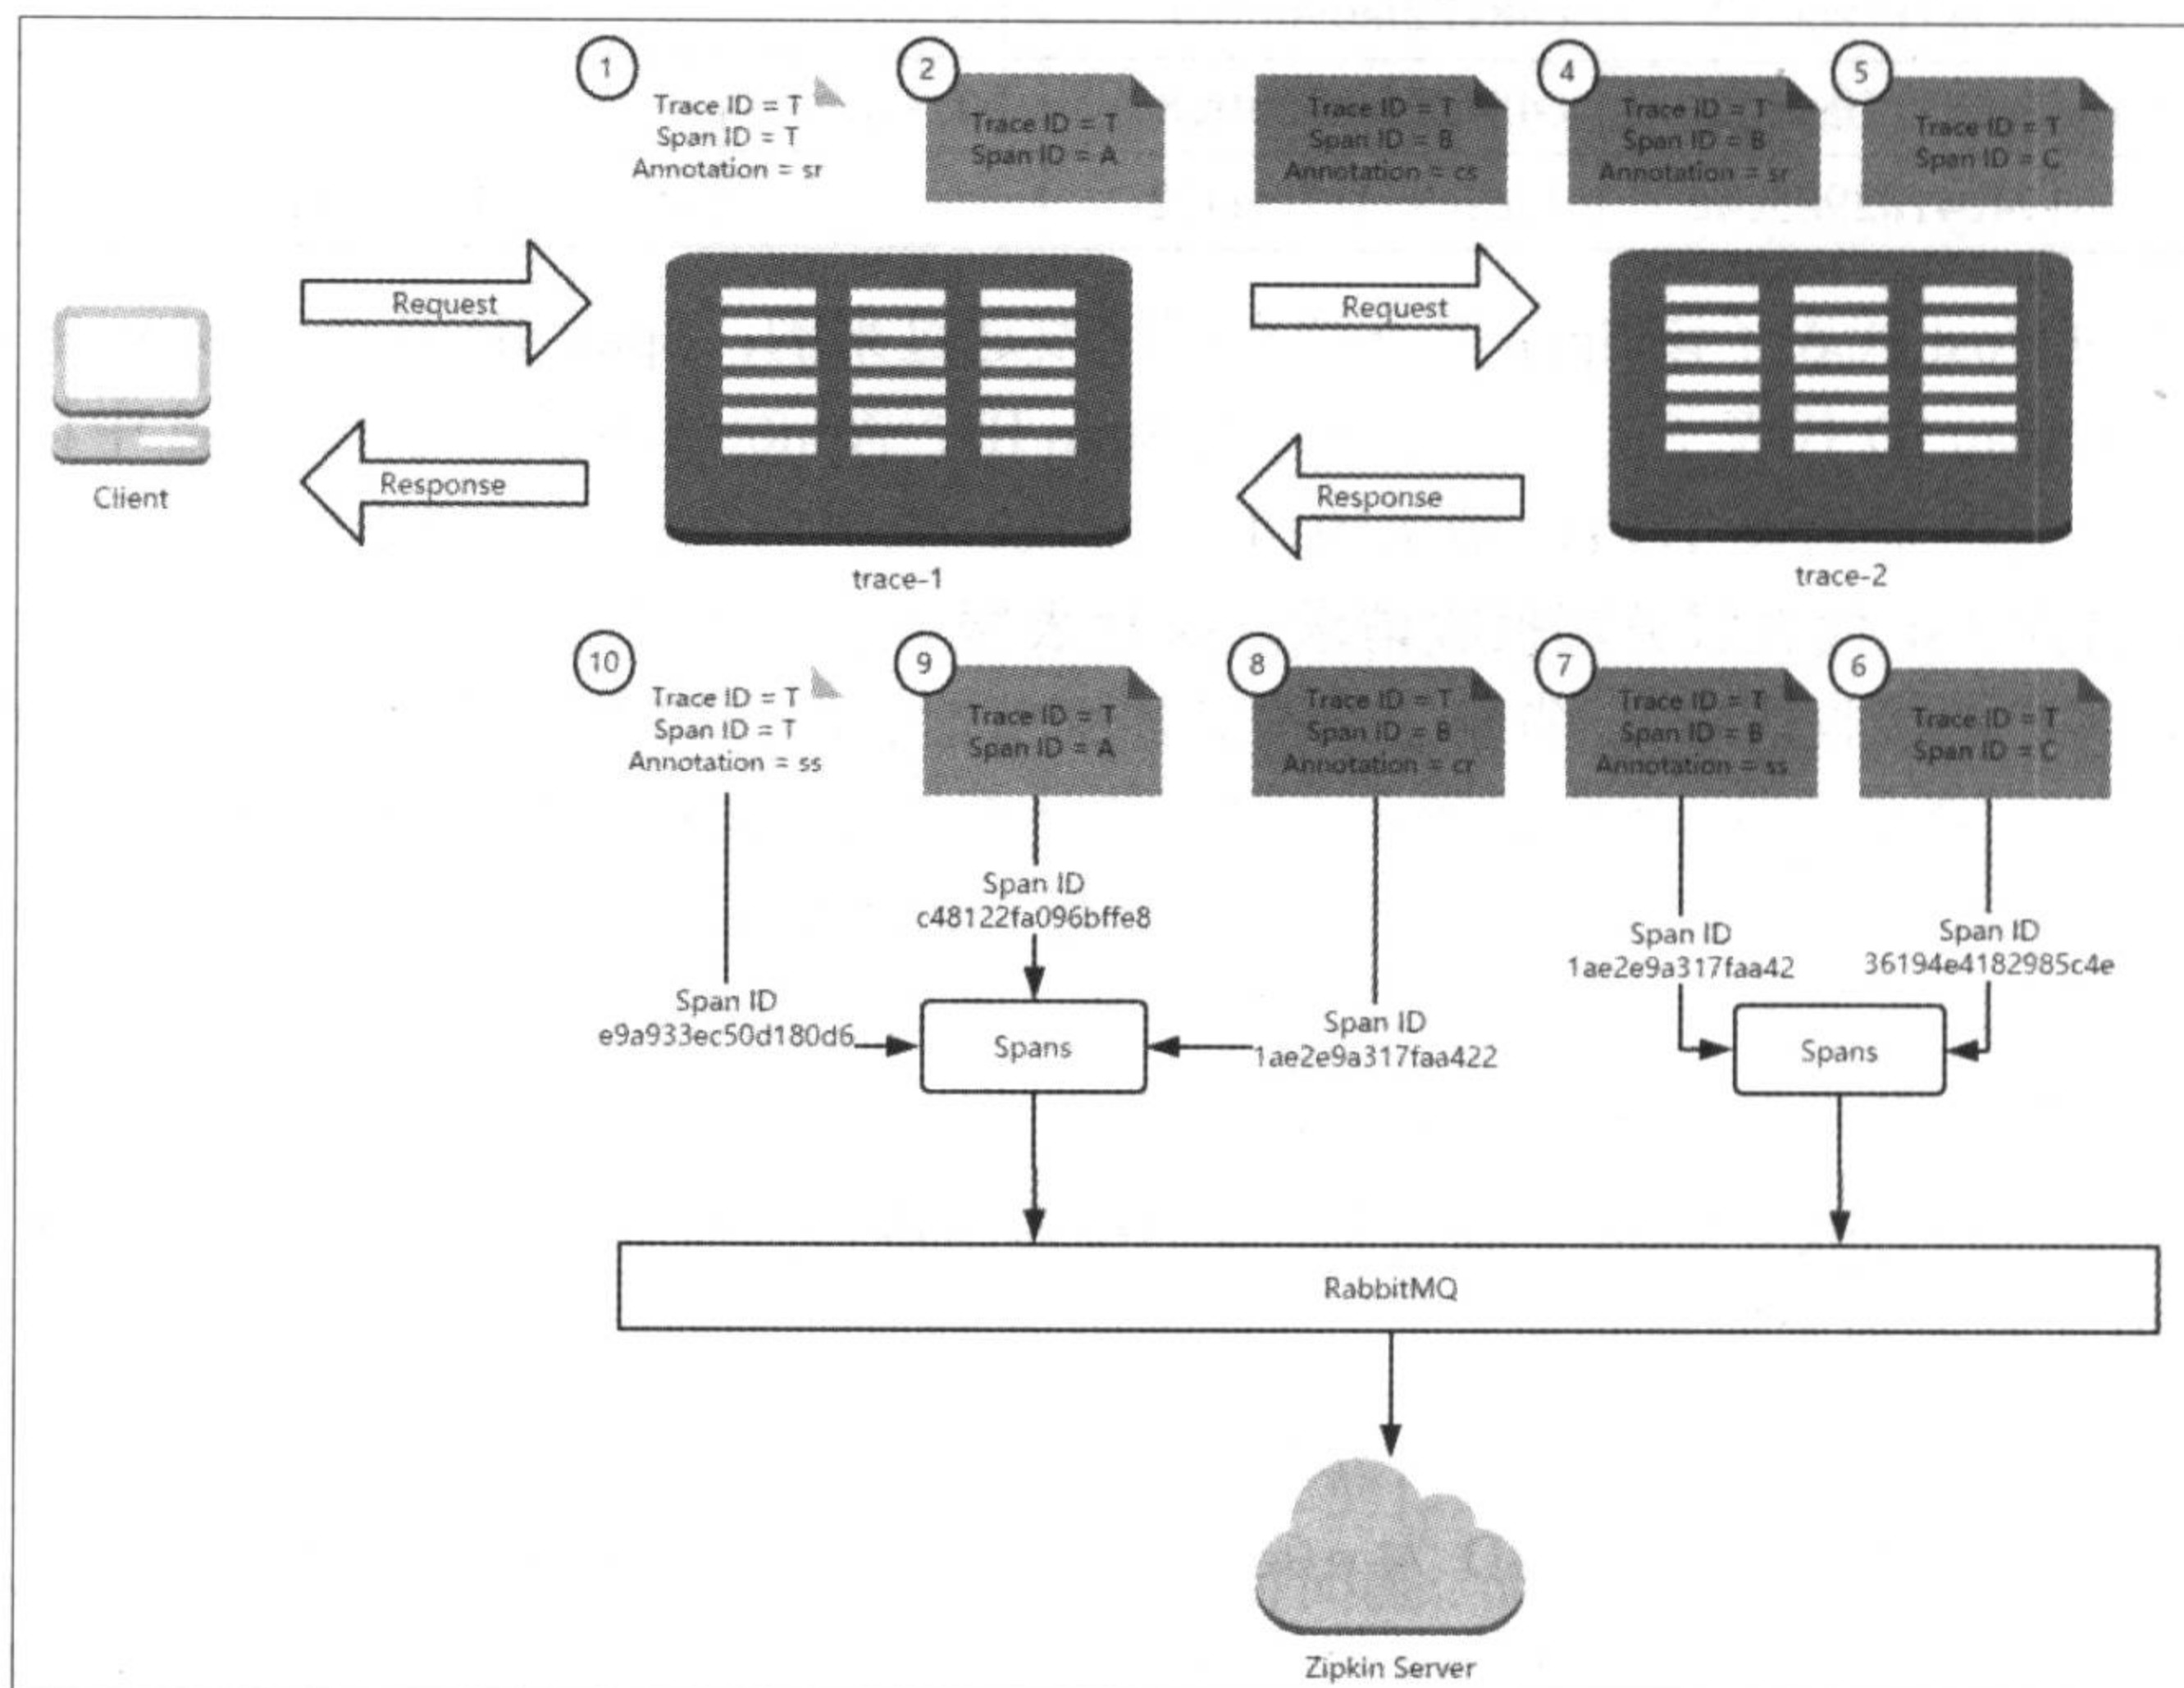 1
Trace ID = T
Span ID = T
Annotation = sr
2
Trace ID = T
Span ID = A
Trace ID = T
Span ID = B
Annotation = cs
4
Trace ID = T
Span ID = B
Annotation = sr
5
Trace ID = T
Span ID = C
Request
Request
Response
Response
Client
trace-1
trace-2
10
Trace ID = T
Span ID = T
Annotation = ss
9
Trace ID = T
Span ID = A
8
Trace ID = T
Span ID = B
Annotation = cr
7
Trace ID = T
Span ID = B
Annotation = ss
6
Trace ID = T
Span ID = C
Span ID
c48122fa096bffe8
Span ID
1ae2e9a317faa42
Span ID
36194e4182985c4e
Span ID
e9a933ec50d180d6
Spans
Span ID
1ae2e9a317faa422
Spans
RabbitMQ
Zipkin Server